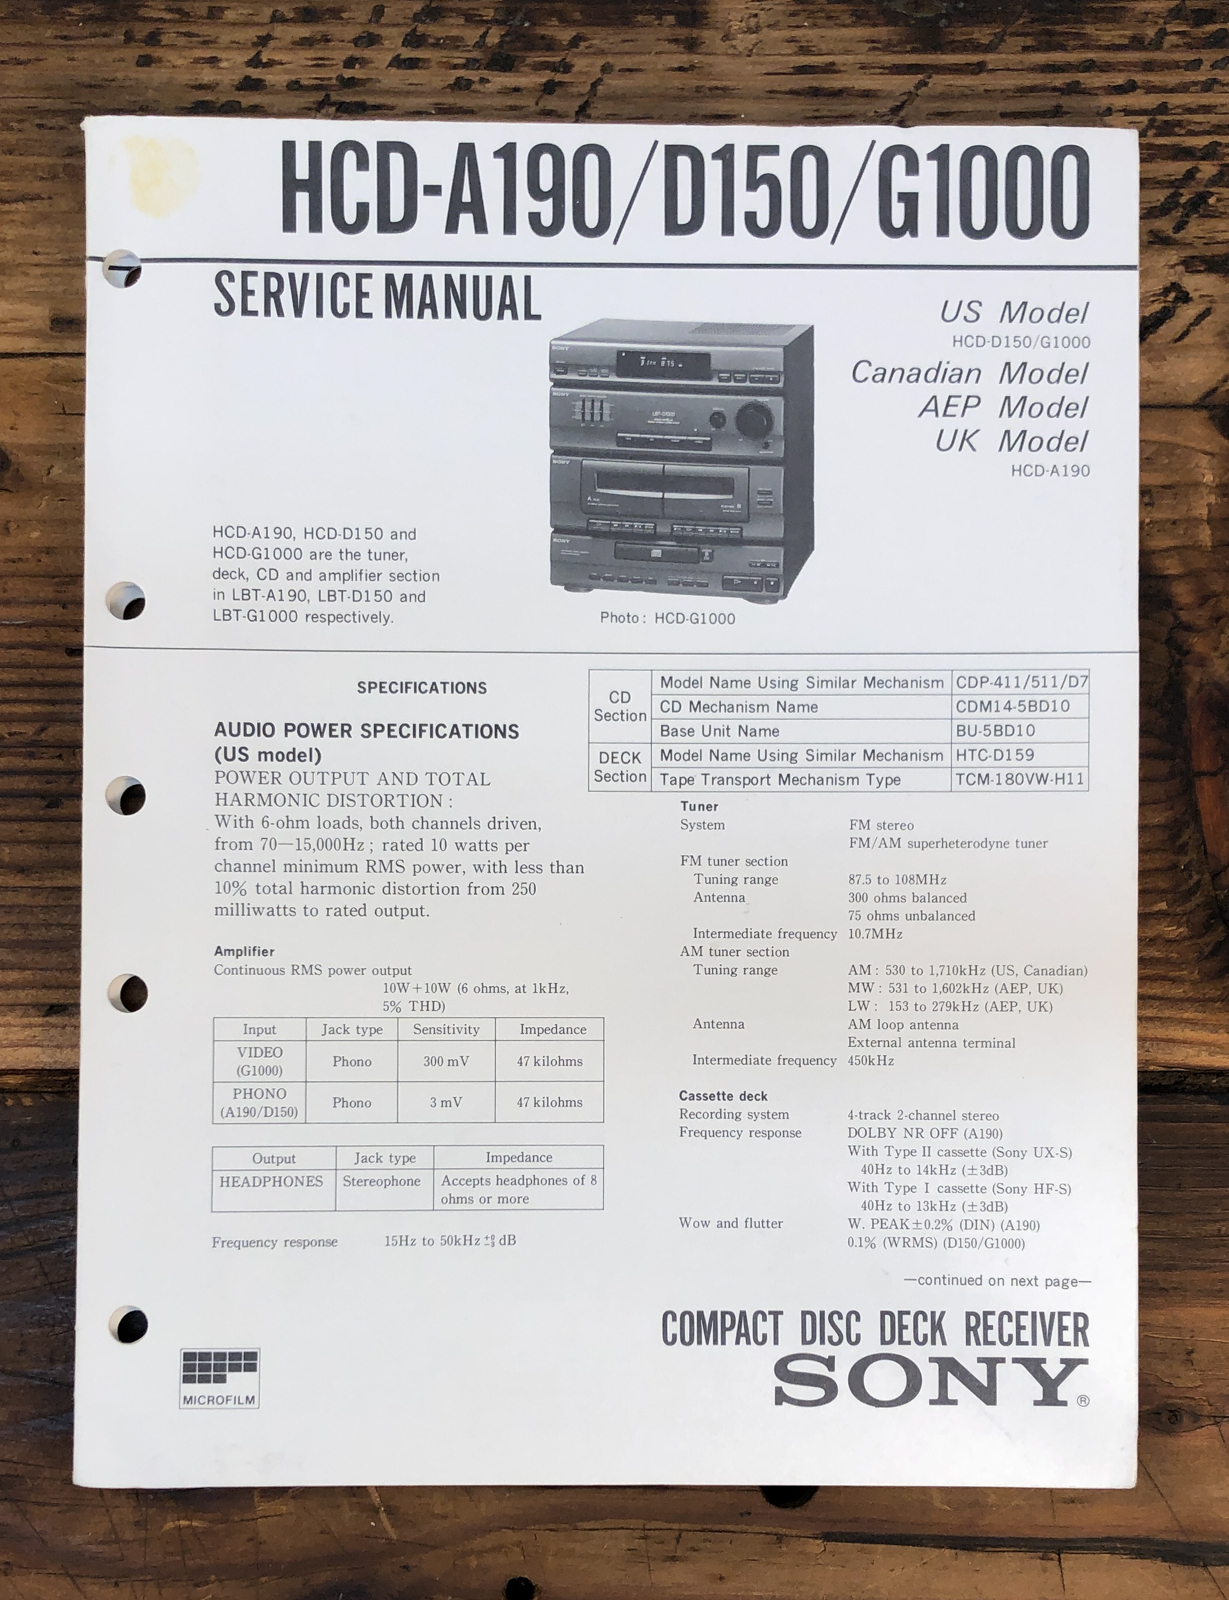 HCD-A190/D150/G1000
SERVICE MANUAL
US Model
HCD-D150/G1000
Canadian Model
AEP Model
UK Model
HCD-A190
HCD-A190, HCD-D150 and
HCD-G1000 are the tuner,
deck, CD and amplifier section
in LBT-A190, LBT-D150 and
LBT-G1000 respectively.
SONY
SONY
SONY
SONY
Photo : HCD-G1000
CD Section
Model Name Using Similar Mechanism CDP-411/511/D7
CD Mechanism Name CDM14-5BD10
Base Unit Name BU-5BD10
DECK Section
Model Name Using Similar Mechanism HTC-D159
Tape Transport Mechanism Type TCM-180VW-H11
SPECIFICATIONS
AUDIO POWER SPECIFICATIONS
(US model)
POWER OUTPUT AND TOTAL
HARMONIC DISTORTION :
With 6-ohm loads, both channels driven,
from 70—15,000Hz ; rated 10 watts per
channel minimum RMS power, with less than
10% total harmonic distortion from 250
milliwatts to rated output.
Amplifier
Continuous RMS power output
10W+10W (6 ohms, at 1kHz,
5% THD)
Input Jack type Sensitivity Impedance
VIDEO (G1000) Phono 300 mV 47 kilohms
PHONO (A190/D150) Phono 3 mV 47 kilohms
Output Jack type Impedance
HEADPHONES Stereophone Accepts headphones of 8
ohms or more
Frequency response 15Hz to 50kHz dB
Tuner
System FM stereo
FM/AM superheterodyne tuner
FM tuner section
Tuning range 87.5 to 108MHz
Antenna 300 ohms balanced
75 ohms unbalanced
Intermediate frequency 10.7MHz
AM tuner section
Tuning range AM : 530 to 1,710kHz (US, Canadian)
MW : 531 to 1,602kHz (AEP, UK)
LW : 153 to 279kHz (AEP, UK)
Antenna AM loop antenna
External antenna terminal
Intermediate frequency 450kHz
Cassette deck
Recording system 4-track 2-channel stereo
Frequency response DOLBY NR OFF (A190)
With Type II cassette (Sony UX-S)
40Hz to 14kHz (±3dB)
With Type I cassette (Sony HF-S)
40Hz to 13kHz (±3dB)
Wow and flutter W. PEAK±0.2% (DIN) (A190)
0.1% (WRMS) (D150/G1000)
—continued on next page—
COMPACT DISC DECK RECEIVER
SONY®
MICROFILM